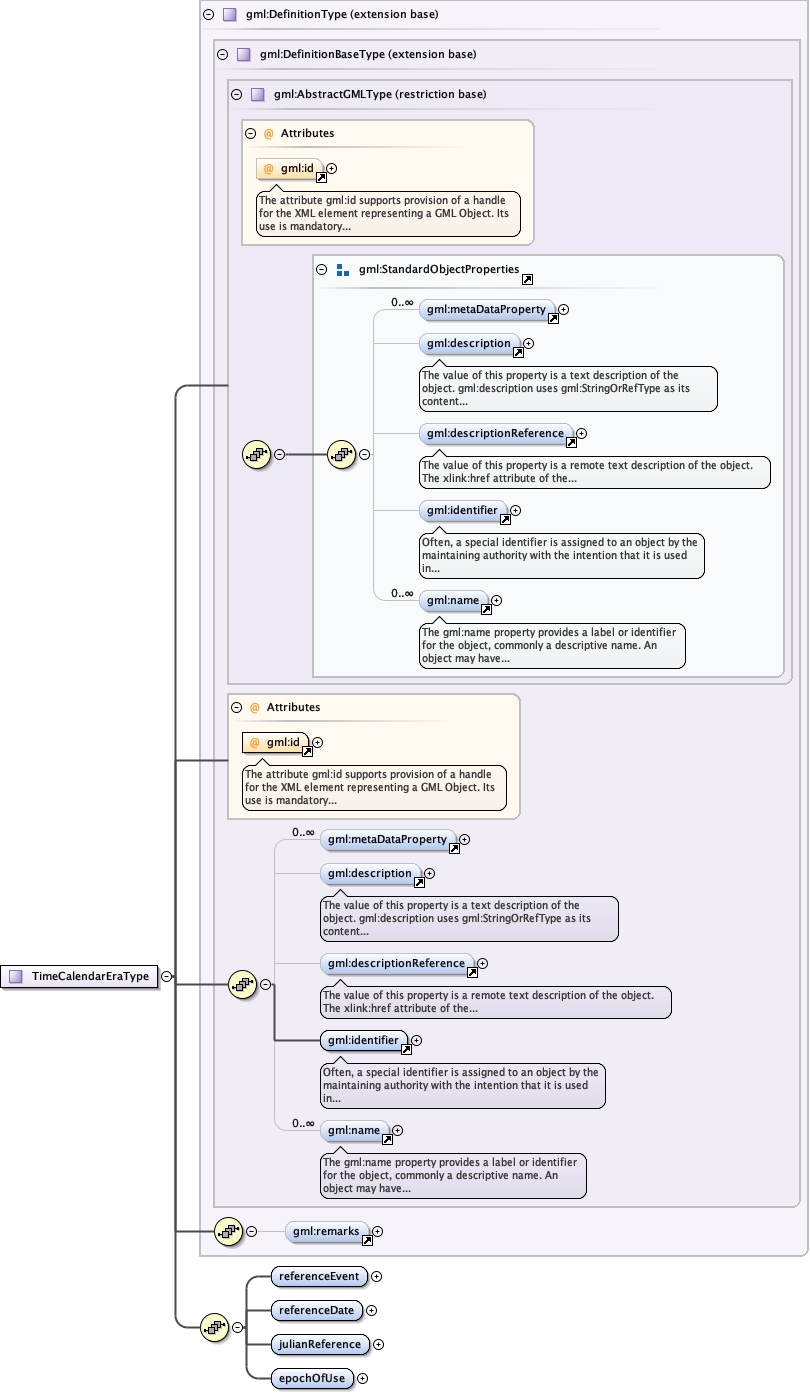 gml:DefinitionType (extension base)
gml:DefinitionBaseType (extension base)
gml:AbstractGMLType (restriction base)
@ Attributes
@ gml:id
The attribute gml:id supports provision of a handle
for the XML element representing a GML Object. Its
use is mandatory...
gml:StandardObjectProperties
0..∞
gml:metaDataProperty
gml:description
The value of this property is a text description of the
object. gml:description uses gml:StringOrRefType as its
content...
gml:descriptionReference
The value of this property is a remote text description of the object.
The xlink:href attribute of the...
gml:identifier
Often, a special identifier is assigned to an object by the
maintaining authority with the intention that it is used
in...
0..∞
gml:name
The gml:name property provides a label or identifier
for the object, commonly a descriptive name. An
object may have...
@ Attributes
@ gml:id
The attribute gml:id supports provision of a handle
for the XML element representing a GML Object. Its
use is mandatory...
0..∞
gml:metaDataProperty
gml:description
The value of this property is a text description of the
object. gml:description uses gml:StringOrRefType as its
content...
gml:descriptionReference
The value of this property is a remote text description of the object.
The xlink:href attribute of the...
TimeCalendarEraType
gml:identifier
Often, a special identifier is assigned to an object by the
maintaining authority with the intention that it is used
in...
0..∞
gml:name
The gml:name property provides a label or identifier
for the object, commonly a descriptive name. An
object may have...
gml:remarks
referenceEvent
referenceDate
julianReference
epochOfUse